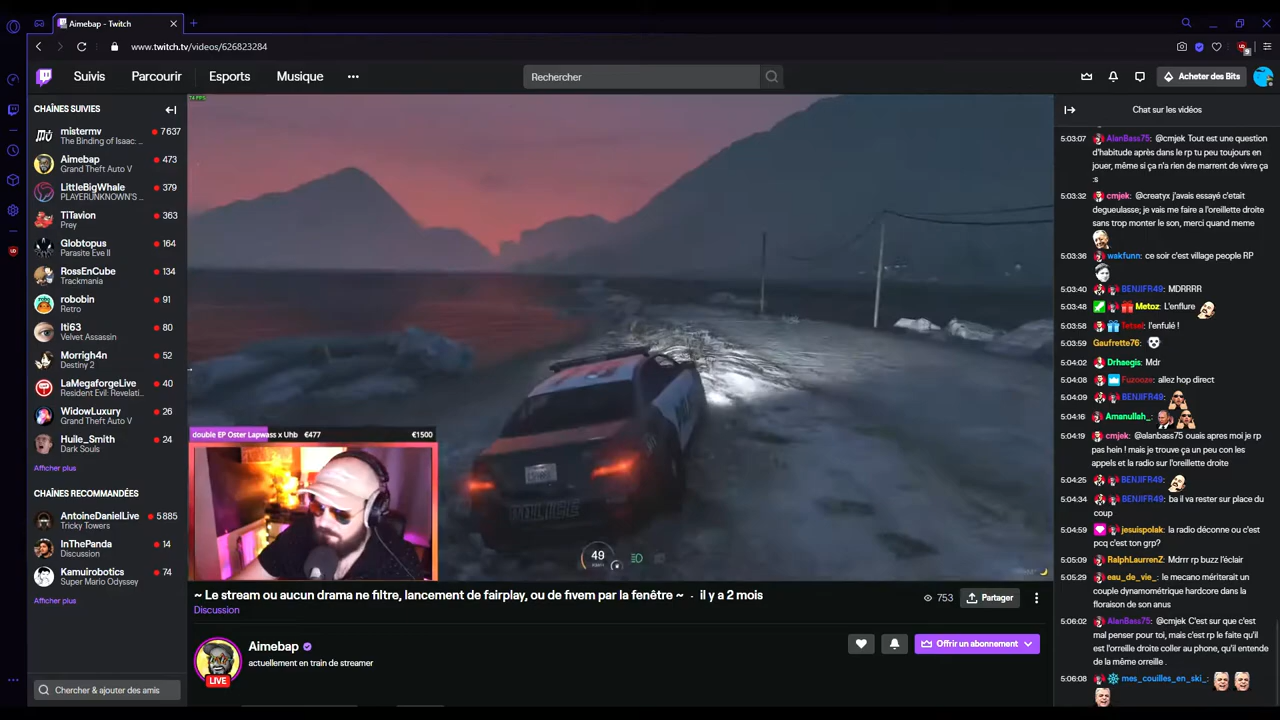 Aimebap - Twitch
www.twitch.tv/videos/626823284
Suivis
Parcourir
Esports
Musique
Rechercher
Acheter des Bits
CHAÎNES SUIVIES
mistermv
7 637
The Binding of Isaac: ...
Aimebap
473
Grand Theft Auto V
LittleBigWhale
379
PLAYERUNKNOWN'S ...
TiTavion
363
Prey
Globtopus
164
Parasite Eve II
RossEnCube
134
Trackmania
robobin
91
Retro
Iti63
80
Velvet Assassin
Morrigh4n
52
Destiny 2
LaMegaforgeLive
40
Resident Evil: Revelati...
WidowLuxury
26
Grand Theft Auto V
Huile_Smith
24
Dark Souls
Afficher plus
CHAÎNES RECOMMANDÉES
AntoineDanielLive
5 885
Tricky Towers
InThePanda
14
Discussion
Kamuirobotics
74
Super Mario Odyssey
Afficher plus
Chercher & ajouter des amis
74 FPS
double EP Oster Lapwass x Uhb €477
€1500
49
~ Le stream ou aucun drama ne filtre, lancement de fairplay, ou de fivem par la fenêtre ~ · il y a 2 mois
Discussion
753
Partager
Aimebap
actuellement en train de streamer
LIVE
Offrir un abonnement
Chat sur les vidéos
5:03:07 AlanBass75: @cmjek Tout est une question
d'habitude après dans le rp tu peu toujours en
jouer, même si ça n'a rien de marrent de vivre ça
:s
5:03:32 cmjek: @creatyx j'avais essayé c'etait
degueulasse; je vais me faire a l'oreillette droite
sans trop monter le son, merci quand meme
5:03:36 wakfunn: ce soir c'est village people RP
5:03:40 BENJIFR49: MDRRRR
5:03:48 Metoz: L'enflure
5:03:58 Tetsei: l'enfulé !
5:03:59 Gaufrette76:
5:04:02 Drhaegis: Mdr
5:04:08 Fuzooze: allez hop direct
5:04:09 BENJIFR49:
5:04:16 Amanullah_:
5:04:19 cmjek: @alanbass75 ouais apres moi je rp
pas hein ! mais je trouve ça un peu con les
appels et la radio sur l'oreillette droite
5:04:25 BENJIFR49:
5:04:34 BENJIFR49: ba il va rester sur place du
coup
5:04:59 jesuispolak: la radio déconne ou c'est
pcq c'est ton grp?
5:05:09 RalphLaurrenZ: Mdrrr rp buzz l'éclair
5:05:29 eau_de_vie_: le mecano mériterait un
couple dynamométrique hardcore dans la
floraison de son anus
5:06:02 AlanBass75: @cmjek C'est sur que c'est
mal penser pour toi, mais c'est rp le faite qu'il
est l'oreille droite coller au phone, qu'il entende
de la même oreille .
5:06:08 mes_couilles_en_ski_: